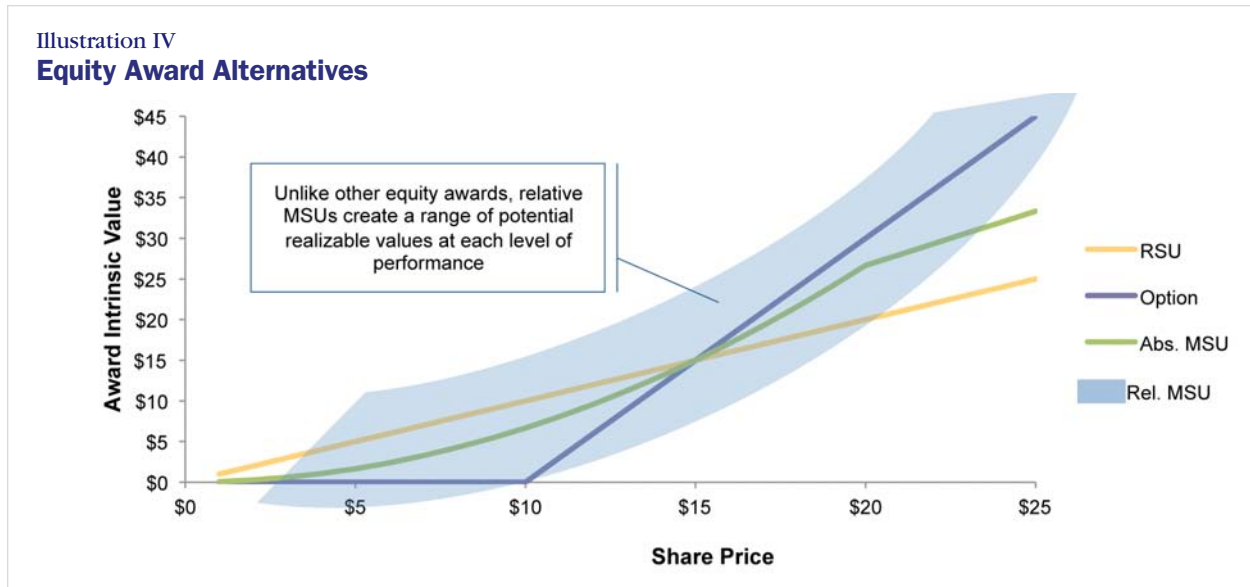 Illustration IV
Equity Award Alternatives
$45
$40
$35
$30
$25
$20
$15
$10
$5
$0
Award Intrinsic Value
Unlike other equity awards, relative
MSUs create a range of potential
realizable values at each level of
performance
RSU
Option
Abs. MSU
Rel. MSU
$0
$5
$10
$15
$20
$25
Share Price